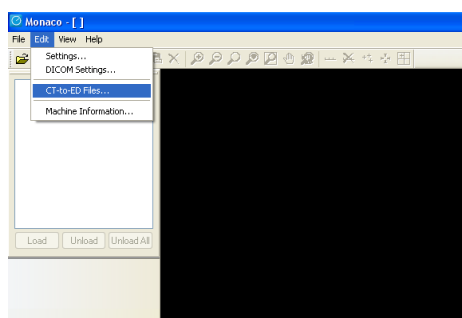 Monaco - [ ]
File Edit View Help
Settings...
DICOM Settings...
CT-to-ED Files...
Machine Information...
Load Unload Unload All